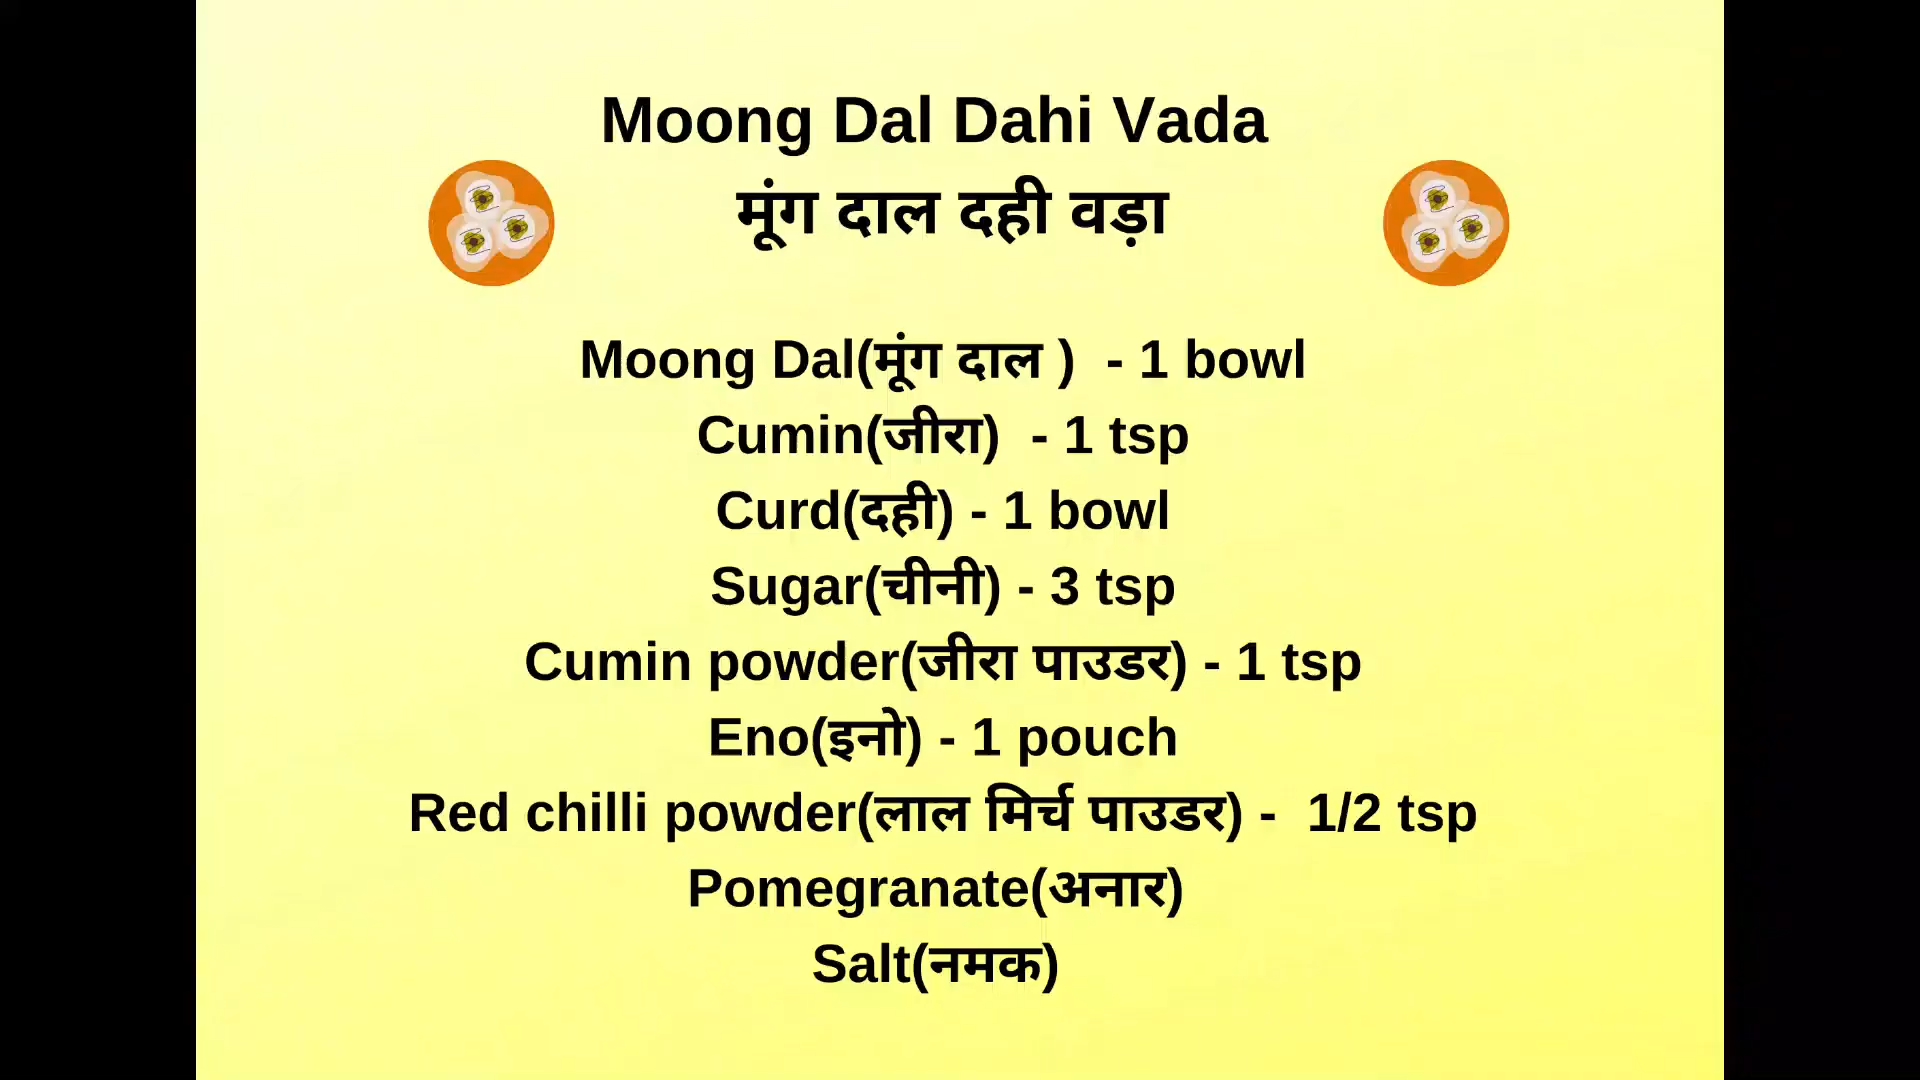 Moong Dal Dahi Vada
मूंग दाल दही वड़ा
Moong Dal(मूंग दाल )  - 1 bowl
Cumin(जीरा)  - 1 tsp
Curd(दही) - 1 bowl
Sugar(चीनी) - 3 tsp
Cumin powder(जीरा पाउडर) - 1 tsp
Eno(इनो) - 1 pouch
Red chilli powder(लाल मिर्च पाउडर) -  1/2 tsp
Pomegranate(अनार)
Salt(नमक)